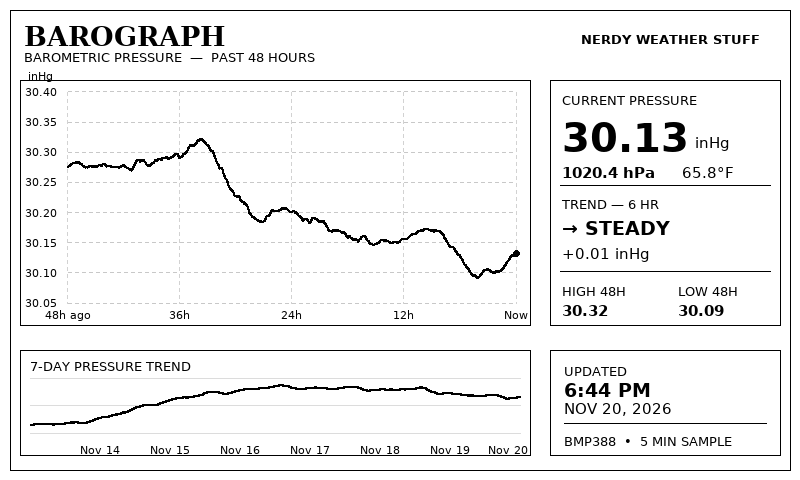 BAROGRAPH
BAROMETRIC PRESSURE — PAST 48 HOURS
NERDY WEATHER STUFF
inHg
30.40
30.35
30.30
30.25
30.20
30.15
30.10
30.05
48h ago 36h 24h 12h Now
CURRENT PRESSURE
30.13 inHg
1020.4 hPa 65.8°F
TREND — 6 HR
→ STEADY
+0.01 inHg
HIGH 48H LOW 48H
30.32 30.09
7-DAY PRESSURE TREND
Nov 14 Nov 15 Nov 16 Nov 17 Nov 18 Nov 19 Nov 20
UPDATED
6:44 PM
NOV 20, 2026
BMP388 • 5 MIN SAMPLE